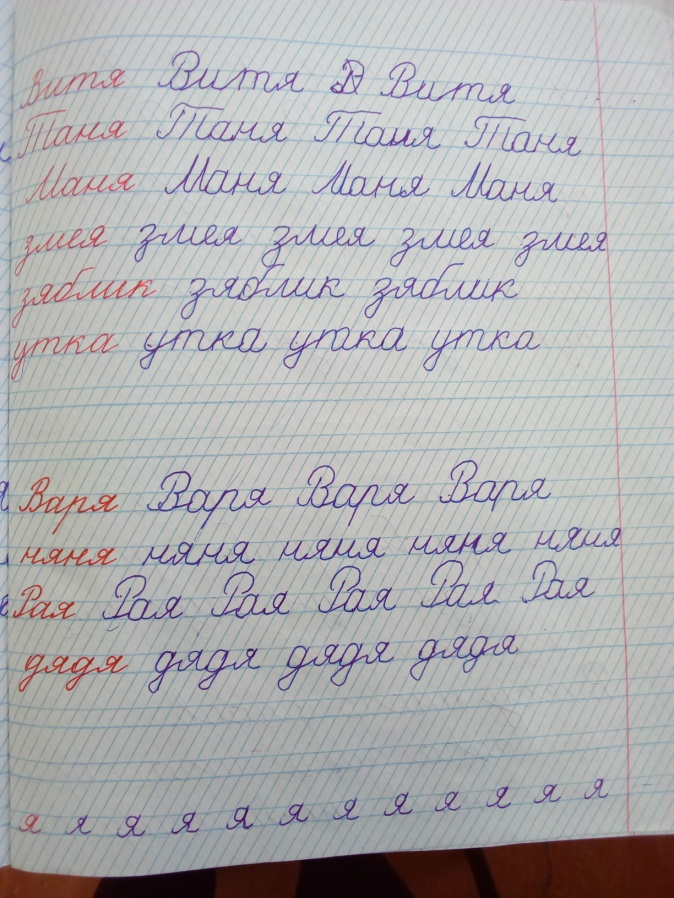 Витя Витя Витя
Таня Таня Таня Таня
Маня Маня Маня Маня
змея змея змея змея змея
зяблик зяблик зяблик
утка утка утка утка
Варя Варя Варя Варя
няня няня няня няня няня
Рая Рая Рая Рая Рая Рая
дядя дядя дядя дядя
я я я я я я я я я я я я